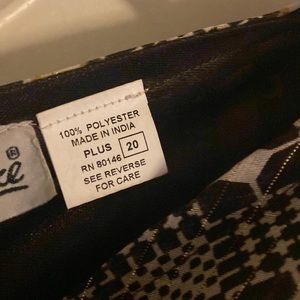 100% POLYESTER
MADE IN INDIA
PLUS 20
RN 80146
SEE REVERSE
FOR CARE
®